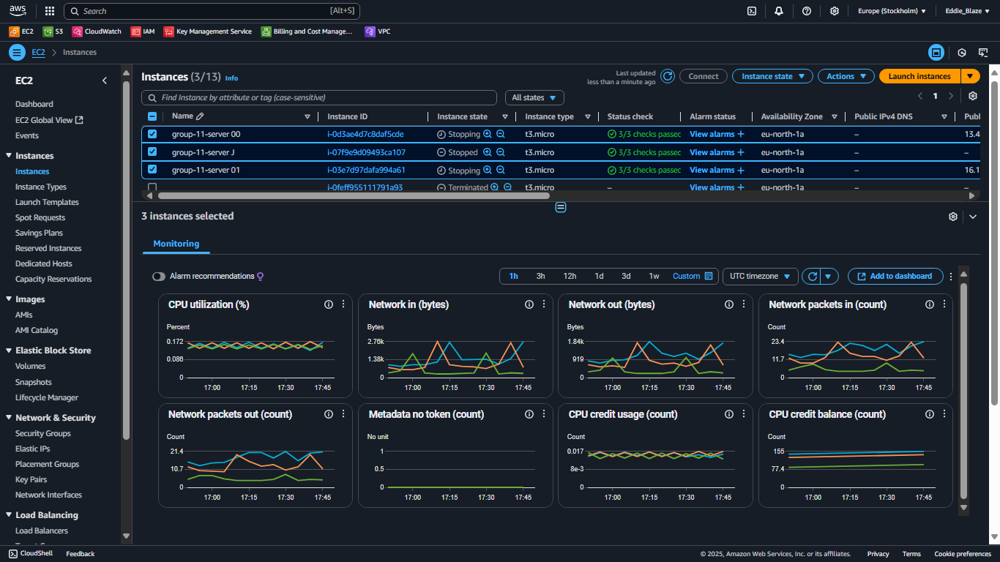 aws Search [Alt+S] Europe (Stockholm) Eddie_Blaze
EC2 S3 CloudWatch IAM Key Management Service Billing and Cost Manage... VPC
EC2 Instances
EC2
Dashboard
EC2 Global View
Events
Instances
Instances
Instance Types
Launch Templates
Spot Requests
Savings Plans
Reserved Instances
Dedicated Hosts
Capacity Reservations
Images
AMIs
AMI Catalog
Elastic Block Store
Volumes
Snapshots
Lifecycle Manager
Network & Security
Security Groups
Elastic IPs
Placement Groups
Key Pairs
Network Interfaces
Load Balancing
Load Balancers
Instances (3/13) Info
Last updated
less than a minute ago
Connect Instance state Actions Launch instances
Find Instance by attribute or tag (case-sensitive) All states 1
Name Instance ID Instance state Instance type Status check Alarm status Availability Zone Public IPv4 DNS Publ
group-11-server 00 i-0d3ae4d7c8daf5cde Stopping t3.micro 3/3 checks passec View alarms + eu-north-1a – 13.4
group-11-server J i-07f9e9d09493ca107 Stopped t3.micro 3/3 checks passec View alarms + eu-north-1a – –
group-11-server 01 i-03e7d97dafa994a61 Stopping t3.micro 3/3 checks passec View alarms + eu-north-1a – 16.1
i-0feff955111791a93 Terminated t3.micro – View alarms + eu-north-1a – –
3 instances selected
Monitoring
Alarm recommendations 1h 3h 12h 1d 3d 1w Custom UTC timezone Add to dashboard
CPU utilization (%)
Percent
0.172
0.088
0
17:00 17:15 17:30 17:45
Network in (bytes)
Bytes
2.76k
1.38k
0
17:00 17:15 17:30 17:45
Network out (bytes)
Bytes
1.84k
919
0
17:00 17:15 17:30 17:45
Network packets in (count)
Count
23.4
11.7
0
17:00 17:15 17:30 17:45
Network packets out (count)
Count
21.4
10.7
0
17:00 17:15 17:30 17:45
Metadata no token (count)
No unit
1
0.5
0
17:00 17:15 17:30 17:45
CPU credit usage (count)
Count
0.017
8e-3
0
17:00 17:15 17:30 17:45
CPU credit balance (count)
Count
155
77.4
0
17:00 17:15 17:30 17:45
CloudShell Feedback © 2025, Amazon Web Services, Inc. or its affiliates. Privacy Terms Cookie preferences